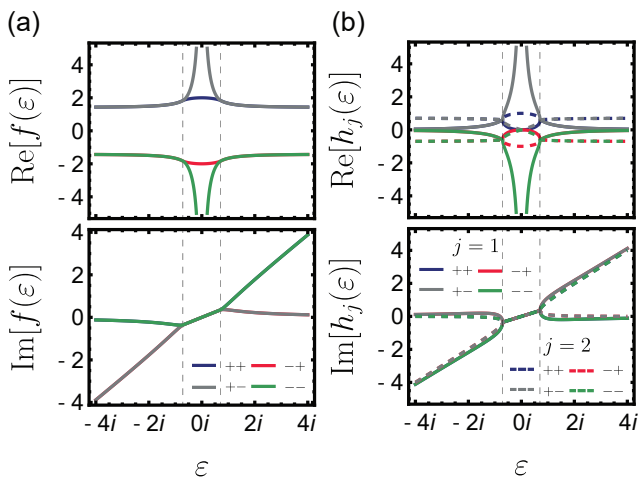 (a)
(b)
Re[f(ε)]
4
2
0
- 2
- 4
Re[h_j(ε)]
4
2
0
- 2
- 4
Im[f(ε)]
4
2
0
- 2
- 4
++ -+
+- --
- 4i - 2i 0i 2i 4i
ε
Im[h_j(ε)]
4
2
0
- 2
- 4
j = 1
++ -+
+- --
j = 2
++ -+
+- --
- 4i - 2i 0i 2i 4i
ε